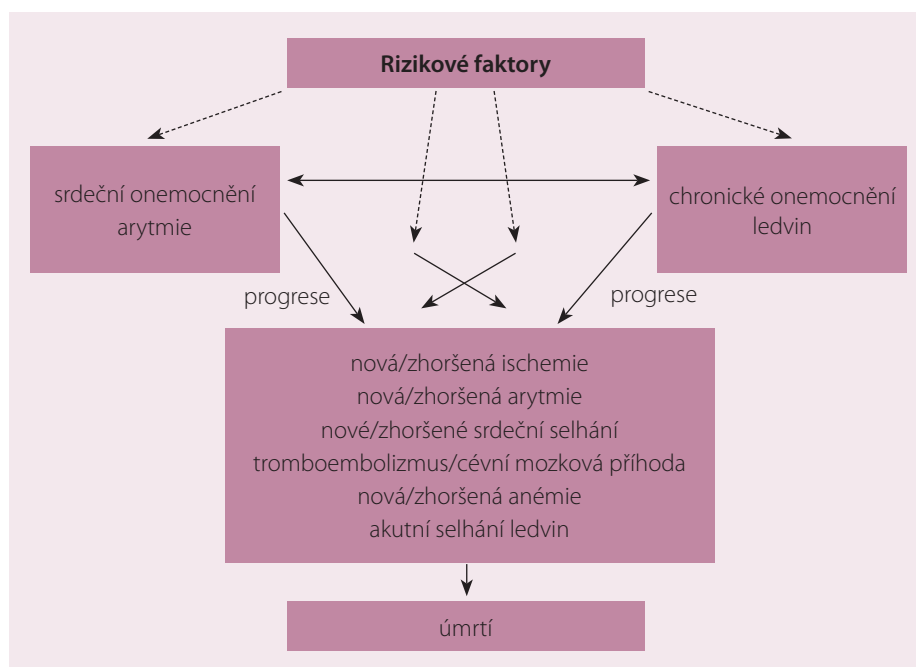 Rizikové faktory
srdeční onemocnění
arytmie
chronické onemocnění
ledvin
progrese
progrese
nová/zhoršená ischemie
nová/zhoršená arytmie
nové/zhoršené srdeční selhání
tromboembolizmus/cévní mozková příhoda
nová/zhoršená anémie
akutní selhání ledvin
úmrtí